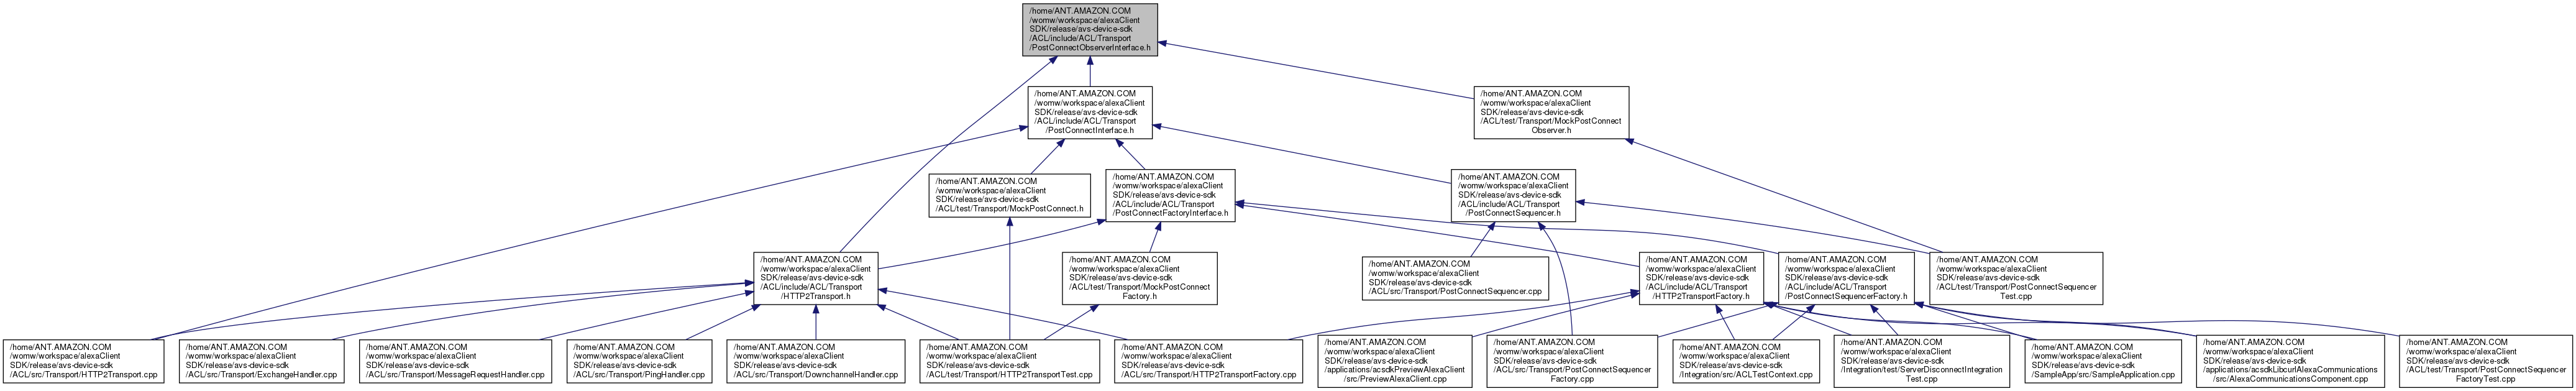 /home/ANT.AMAZON.COM
/womw/workspace/alexaClient
SDK/release/avs-device-sdk
/ACL/include/ACL/Transport
/PostConnectObserverInterface.h
/home/ANT.AMAZON.COM
/womw/workspace/alexaClient
SDK/release/avs-device-sdk
/ACL/include/ACL/Transport
/PostConnectInterface.h
/home/ANT.AMAZON.COM
/womw/workspace/alexaClient
SDK/release/avs-device-sdk
/ACL/test/Transport/MockPostConnect
Observer.h
/home/ANT.AMAZON.COM
/womw/workspace/alexaClient
SDK/release/avs-device-sdk
/ACL/test/Transport/MockPostConnect.h
/home/ANT.AMAZON.COM
/womw/workspace/alexaClient
SDK/release/avs-device-sdk
/ACL/include/ACL/Transport
/PostConnectFactoryInterface.h
/home/ANT.AMAZON.COM
/womw/workspace/alexaClient
SDK/release/avs-device-sdk
/ACL/include/ACL/Transport
/PostConnectSequencer.h
/home/ANT.AMAZON.COM
/womw/workspace/alexaClient
SDK/release/avs-device-sdk
/ACL/include/ACL/Transport
/HTTP2Transport.h
/home/ANT.AMAZON.COM
/womw/workspace/alexaClient
SDK/release/avs-device-sdk
/ACL/test/Transport/MockPostConnect
Factory.h
/home/ANT.AMAZON.COM
/womw/workspace/alexaClient
SDK/release/avs-device-sdk
/ACL/src/Transport/PostConnectSequencer.cpp
/home/ANT.AMAZON.COM
/womw/workspace/alexaClient
SDK/release/avs-device-sdk
/ACL/include/ACL/Transport
/HTTP2TransportFactory.h
/home/ANT.AMAZON.COM
/womw/workspace/alexaClient
SDK/release/avs-device-sdk
/ACL/include/ACL/Transport
/PostConnectSequencerFactory.h
/home/ANT.AMAZON.COM
/womw/workspace/alexaClient
SDK/release/avs-device-sdk
/ACL/test/Transport/PostConnectSequencer
Test.cpp
/home/ANT.AMAZON.COM
/womw/workspace/alexaClient
SDK/release/avs-device-sdk
/ACL/src/Transport/HTTP2Transport.cpp
/home/ANT.AMAZON.COM
/womw/workspace/alexaClient
SDK/release/avs-device-sdk
/ACL/src/Transport/ExchangeHandler.cpp
/home/ANT.AMAZON.COM
/womw/workspace/alexaClient
SDK/release/avs-device-sdk
/ACL/src/Transport/MessageRequestHandler.cpp
/home/ANT.AMAZON.COM
/womw/workspace/alexaClient
SDK/release/avs-device-sdk
/ACL/src/Transport/PingHandler.cpp
/home/ANT.AMAZON.COM
/womw/workspace/alexaClient
SDK/release/avs-device-sdk
/ACL/src/Transport/DownchannelHandler.cpp
/home/ANT.AMAZON.COM
/womw/workspace/alexaClient
SDK/release/avs-device-sdk
/ACL/test/Transport/HTTP2TransportTest.cpp
/home/ANT.AMAZON.COM
/womw/workspace/alexaClient
SDK/release/avs-device-sdk
/ACL/src/Transport/HTTP2TransportFactory.cpp
/home/ANT.AMAZON.COM
/womw/workspace/alexaClient
SDK/release/avs-device-sdk
/applications/acsdkPreviewAlexaClient
/src/PreviewAlexaClient.cpp
/home/ANT.AMAZON.COM
/womw/workspace/alexaClient
SDK/release/avs-device-sdk
/ACL/src/Transport/PostConnectSequencer
Factory.cpp
/home/ANT.AMAZON.COM
/womw/workspace/alexaClient
SDK/release/avs-device-sdk
/Integration/src/ACLTestContext.cpp
/home/ANT.AMAZON.COM
/womw/workspace/alexaClient
SDK/release/avs-device-sdk
/Integration/test/ServerDisconnectIntegration
Test.cpp
/home/ANT.AMAZON.COM
/womw/workspace/alexaClient
SDK/release/avs-device-sdk
/SampleApp/src/SampleApplication.cpp
/home/ANT.AMAZON.COM
/womw/workspace/alexaClient
SDK/release/avs-device-sdk
/applications/acsdkLibcurlAlexaCommunications
/src/AlexaCommunicationsComponent.cpp
/home/ANT.AMAZON.COM
/womw/workspace/alexaClient
SDK/release/avs-device-sdk
/ACL/test/Transport/PostConnectSequencer
FactoryTest.cpp